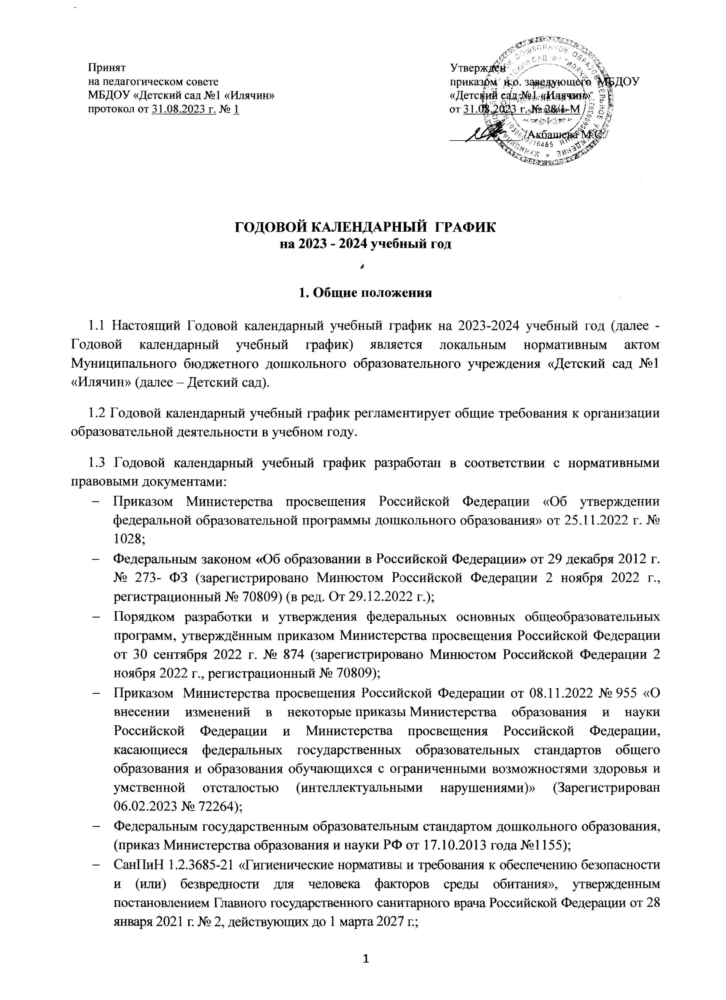 Принят
на педагогическом совете
МБДОУ «Детский сад №1 «Илячин»
протокол от 31.08.2023 г. № 1
Утвержден
приказом и.о. заведующего МБДОУ
«Детский сад №1 «Илячин»
от 31.08.2023 г. № 28/1-М
/Акбашева М.С./
ГОДОВОЙ КАЛЕНДАРНЫЙ ГРАФИК
на 2023 - 2024 учебный год
1. Общие положения
1.1 Настоящий Годовой календарный учебный график на 2023-2024 учебный год (далее -
Годовой календарный учебный график) является локальным нормативным актом
Муниципального бюджетного дошкольного образовательного учреждения «Детский сад №1
«Илячин» (далее – Детский сад).
1.2 Годовой календарный учебный график регламентирует общие требования к организации
образовательной деятельности в учебном году.
1.3 Годовой календарный учебный график разработан в соответствии с нормативными
правовыми документами:
– Приказом Министерства просвещения Российской Федерации «Об утверждении
федеральной образовательной программы дошкольного образования» от 25.11.2022 г. №
1028;
– Федеральным законом «Об образовании в Российской Федерации» от 29 декабря 2012 г.
№ 273- ФЗ (зарегистрировано Минюстом Российской Федерации 2 ноября 2022 г.,
регистрационный № 70809) (в ред. От 29.12.2022 г.);
– Порядком разработки и утверждения федеральных основных общеобразовательных
программ, утверждённым приказом Министерства просвещения Российской Федерации
от 30 сентября 2022 г. № 874 (зарегистрировано Минюстом Российской Федерации 2
ноября 2022 г., регистрационный № 70809);
– Приказом Министерства просвещения Российской Федерации от 08.11.2022 № 955 «О
внесении изменений в некоторые приказы Министерства образования и науки
Российской Федерации и Министерства просвещения Российской Федерации,
касающиеся федеральных государственных образовательных стандартов общего
образования и образования обучающихся с ограниченными возможностями здоровья и
умственной отсталостью (интеллектуальными нарушениями)» (Зарегистрирован
06.02.2023 № 72264);
– Федеральным государственным образовательным стандартом дошкольного образования,
(приказ Министерства образования и науки РФ от 17.10.2013 года №1155);
– СанПиН 1.2.3685-21 «Гигиенические нормативы и требования к обеспечению безопасности
и (или) безвредности для человека факторов среды обитания», утвержденным
постановлением Главного государственного санитарного врача Российской Федерации от 28
января 2021 г. № 2, действующих до 1 марта 2027 г.;
1